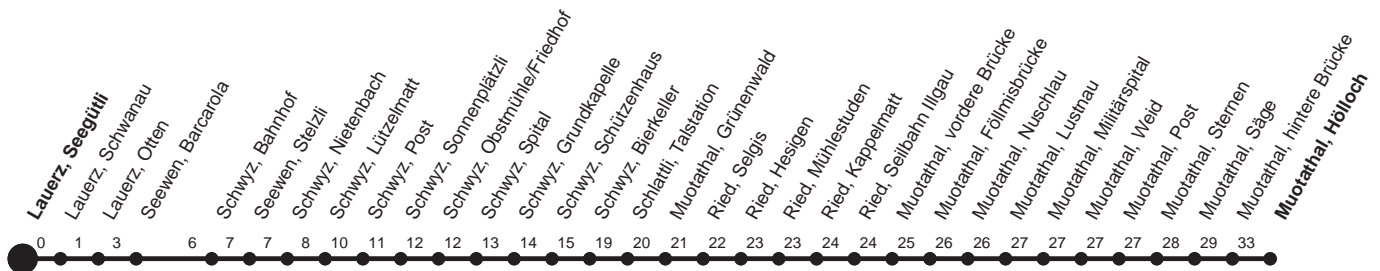 Lauerz, Seegütli
Lauerz, Schwanau
Lauerz, Otten
Seewen, Barcarola
Schwyz, Bahnhof
Seewen, Stelzli
Schwyz, Nietenbach
Schwyz, Lützelmatt
Schwyz, Post
Schwyz, Sonnenplätzli
Schwyz, Obstmühle/Friedhof
Schwyz, Spital
Schwyz, Grundkapelle
Schwyz, Schützenhaus
Schwyz, Bierkeller
Schlattli, Talstation
Muotathal, Grünenwald
Ried, Selgis
Ried, Hesigen
Ried, Mühlestuden
Ried, Kappelmatt
Ried, Seilbahn Illgau
Muotathal, vordere Brücke
Muotathal, Föllmisbrücke
Muotathal, Nuschlau
Muotathal, Lustnau
Muotathal, Militärspital
Muotathal, Weid
Muotathal, Post
Muotathal, Sternen
Muotathal, Säge
Muotathal, hintere Brücke
Muotathal, Hölloch
0 1 3 6 7 7 8 10 11 12 12 13 14 15 19 20 21 22 23 23 24 24 25 26 26 27 27 27 27 28 29 33